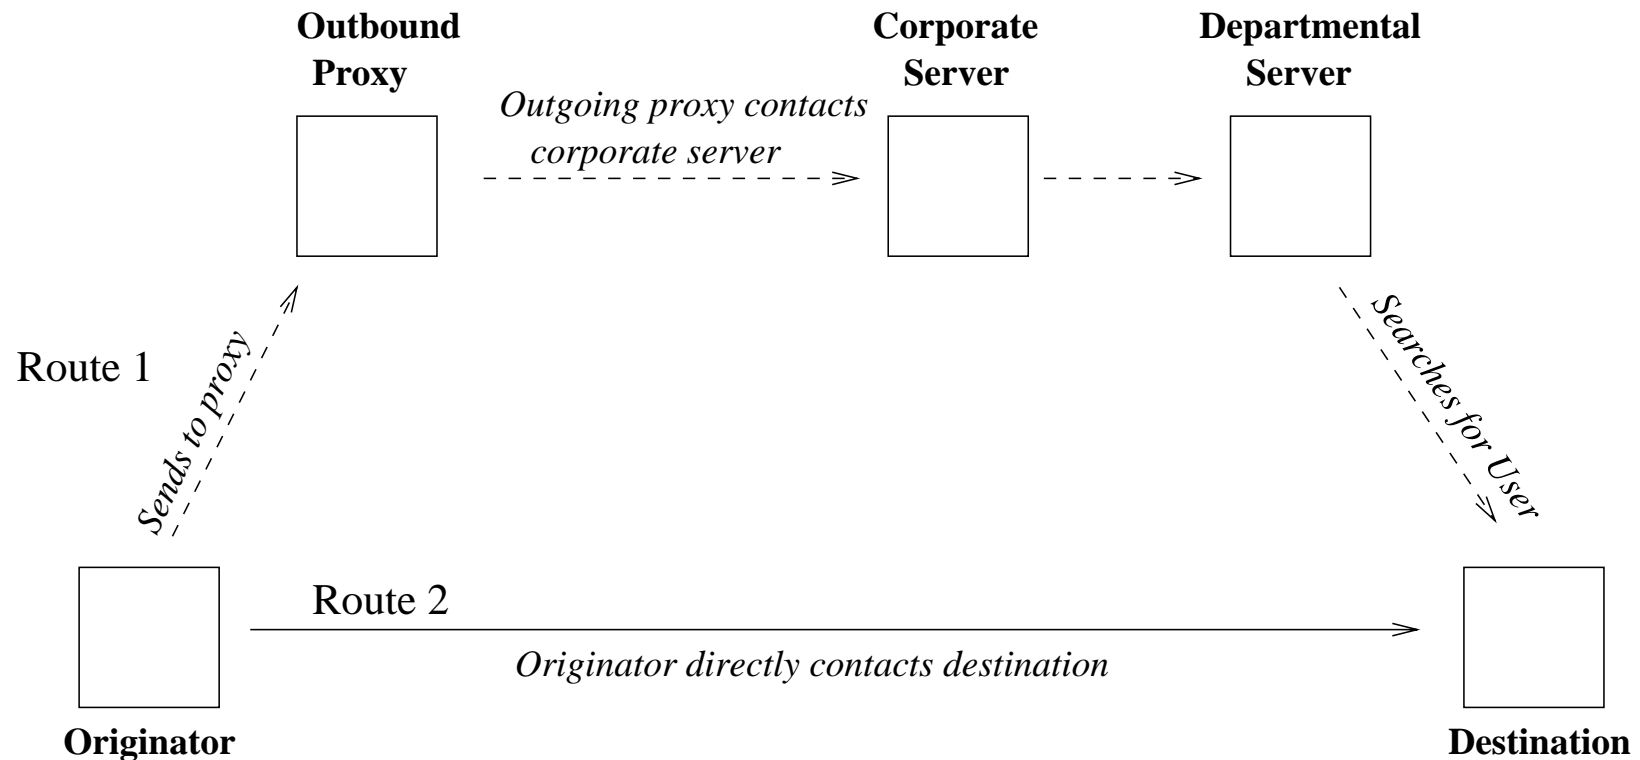 Outbound
Proxy
Corporate
Server
Departmental
Server
Outgoing proxy contacts
corporate server
Route 1
Sends to proxy
Searches for User
Route 2
Originator directly contacts destination
Originator
Destination